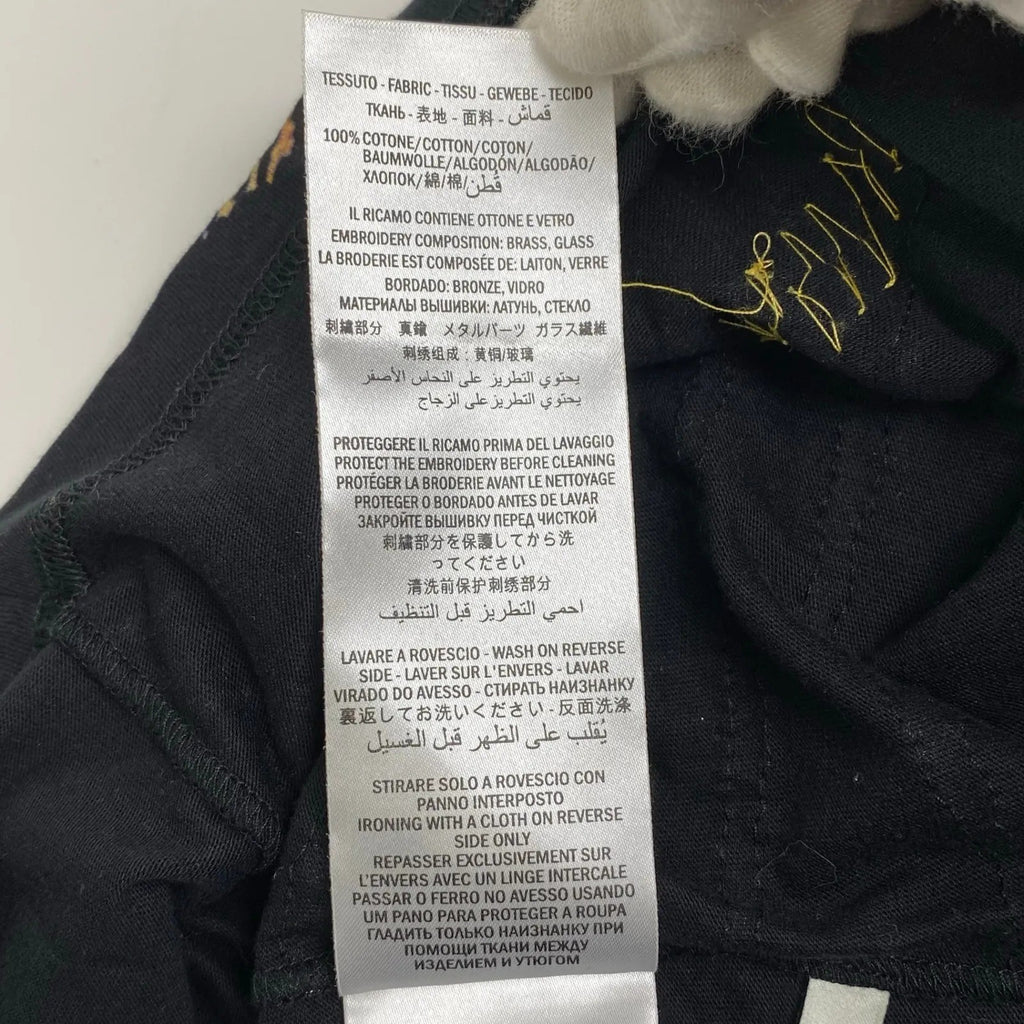 TESSUTO - FABRIC - TISSU - GEWEBE - TECIDO
ТКАНЬ - 表地 - 面料 - قماش
100% COTONE/COTTON/COTON/
BAUMWOLLE/ALGODÓN/ALGODÃO/
ХЛОПОК/綿/棉/قُطن
IL RICAMO CONTIENE OTTONE E VETRO
EMBROIDERY COMPOSITION: BRASS, GLASS
LA BRODERIE EST COMPOSÉE DE: LAITON, VERRE
BORDADO: BRONZE, VIDRO
МАТЕРИАЛЫ ВЫШИВКИ: ЛАТУНЬ, СТЕКЛО
刺繍部分 真鍮 メタルパーツ ガラス繊維
刺绣组成：黄铜/玻璃
يحتوي التطريز على النحاس الأصفر
يحتوي التطريز على الزجاج
PROTEGGERE IL RICAMO PRIMA DEL LAVAGGIO
PROTECT THE EMBROIDERY BEFORE CLEANING
PROTÉGER LA BRODERIE AVANT LE NETTOYAGE
PROTEGER O BORDADO ANTES DE LAVAR
ЗАКРОЙТЕ ВЫШИВКУ ПЕРЕД ЧИСТКОЙ
刺繍部分を保護してから洗
ってください
清洗前保护刺绣部分
احمي التطريز قبل التنظيف
LAVARE A ROVESCIO - WASH ON REVERSE
SIDE - LAVER SUR L'ENVERS - LAVAR
VIRADO DO AVESSO - СТИРАТЬ НАИЗНАНКУ
裏返してお洗いください - 反面洗涤
يُقلب على الظهر قبل الغسيل
STIRARE SOLO A ROVESCIO CON
PANNO INTERPOSTO
IRONING WITH A CLOTH ON REVERSE
SIDE ONLY
REPASSER EXCLUSIVEMENT SUR
L'ENVERS AVEC UN LINGE INTERCALE
PASSAR O FERRO NO AVESSO USANDO
UM PANO PARA PROTEGER A ROUPA
ГЛАДИТЬ ТОЛЬКО НАИЗНАНКУ ПРИ
ПОМОЩИ ТКАНИ МЕЖДУ
ИЗДЕЛИЕМ И УТЮГОМ